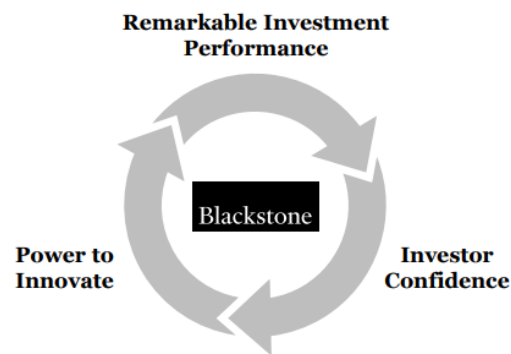 Remarkable Investment
Performance
Blackstone
Power to
Innovate
Investor
Confidence